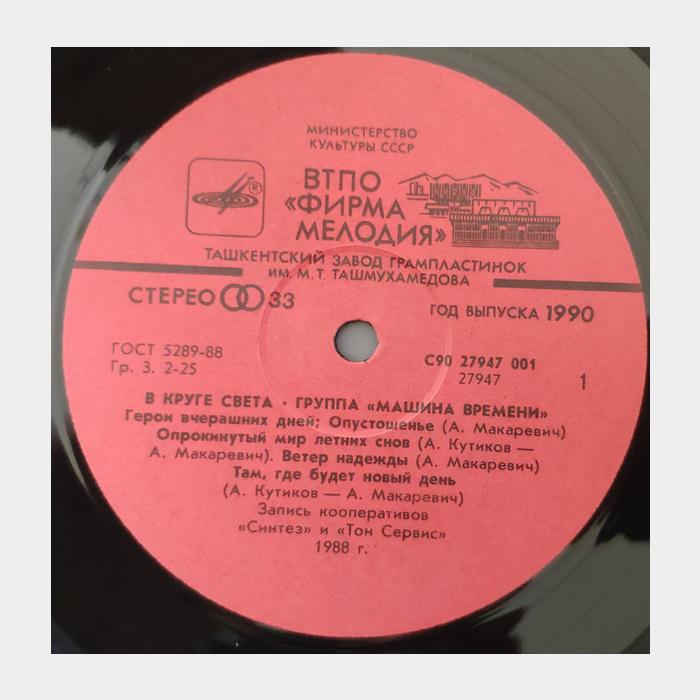 МИНИСТЕРСТВО
КУЛЬТУРЫ СССР
ВТПО
«ФИРМА
МЕЛОДИЯ»
®
ТАШКЕНТСКИЙ ЗАВОД ГРАМПЛАСТИНОК
ИМ. М. Т. ТАШМУХАМЕДОВА
СТЕРЕО 33
ГОД ВЫПУСКА 1990
ГОСТ 5289-88
Гр. 3. 2-25
С90 27947 001
27947
1
В КРУГЕ СВЕТА · ГРУППА «МАШИНА ВРЕМЕНИ»
Герои вчерашних дней; Опустошенье (А. Макаревич)
Опрокинутый мир летних снов (А. Кутиков —
А. Макаревич). Ветер надежды (А. Макаревич)
Там, где будет новый день
(А. Кутиков — А. Макаревич)
Запись кооперативов
«Синтез» и «Тон Сервис»
1988 г.